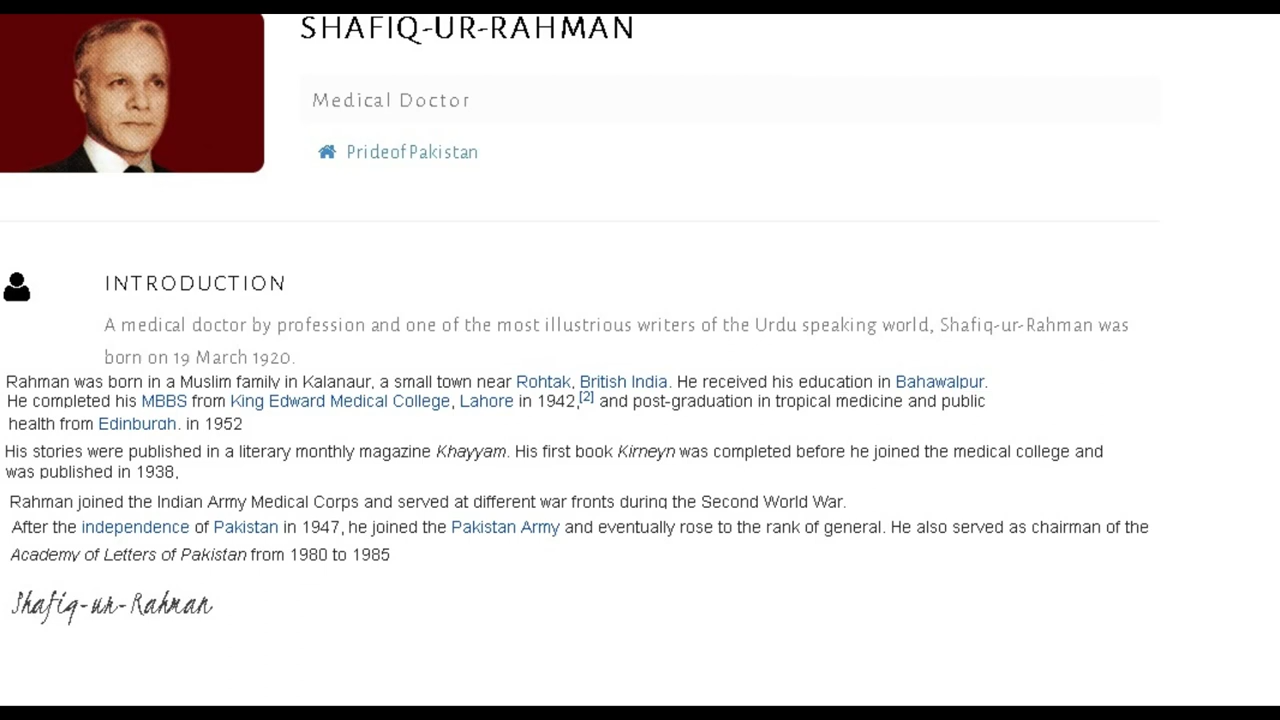 SHAFIQ-UR-RAHMAN
Medical Doctor
PrideofPakistan
INTRODUCTION
A medical doctor by profession and one of the most illustrious writers of the Urdu speaking world, Shafiq-ur-Rahman was
born on 19 March 1920.
Rahman was born in a Muslim family in Kalanaur, a small town near Rohtak, British India. He received his education in Bahawalpur.
He completed his MBBS from King Edward Medical College, Lahore in 1942,[2] and post-graduation in tropical medicine and public
health from Edinburgh. in 1952
His stories were published in a literary monthly magazine Khayyam. His first book Kirneyn was completed before he joined the medical college and
was published in 1938,
Rahman joined the Indian Army Medical Corps and served at different war fronts during the Second World War.
After the independence of Pakistan in 1947, he joined the Pakistan Army and eventually rose to the rank of general. He also served as chairman of the
Academy of Letters of Pakistan from 1980 to 1985
Shafiq-ur-Rahman